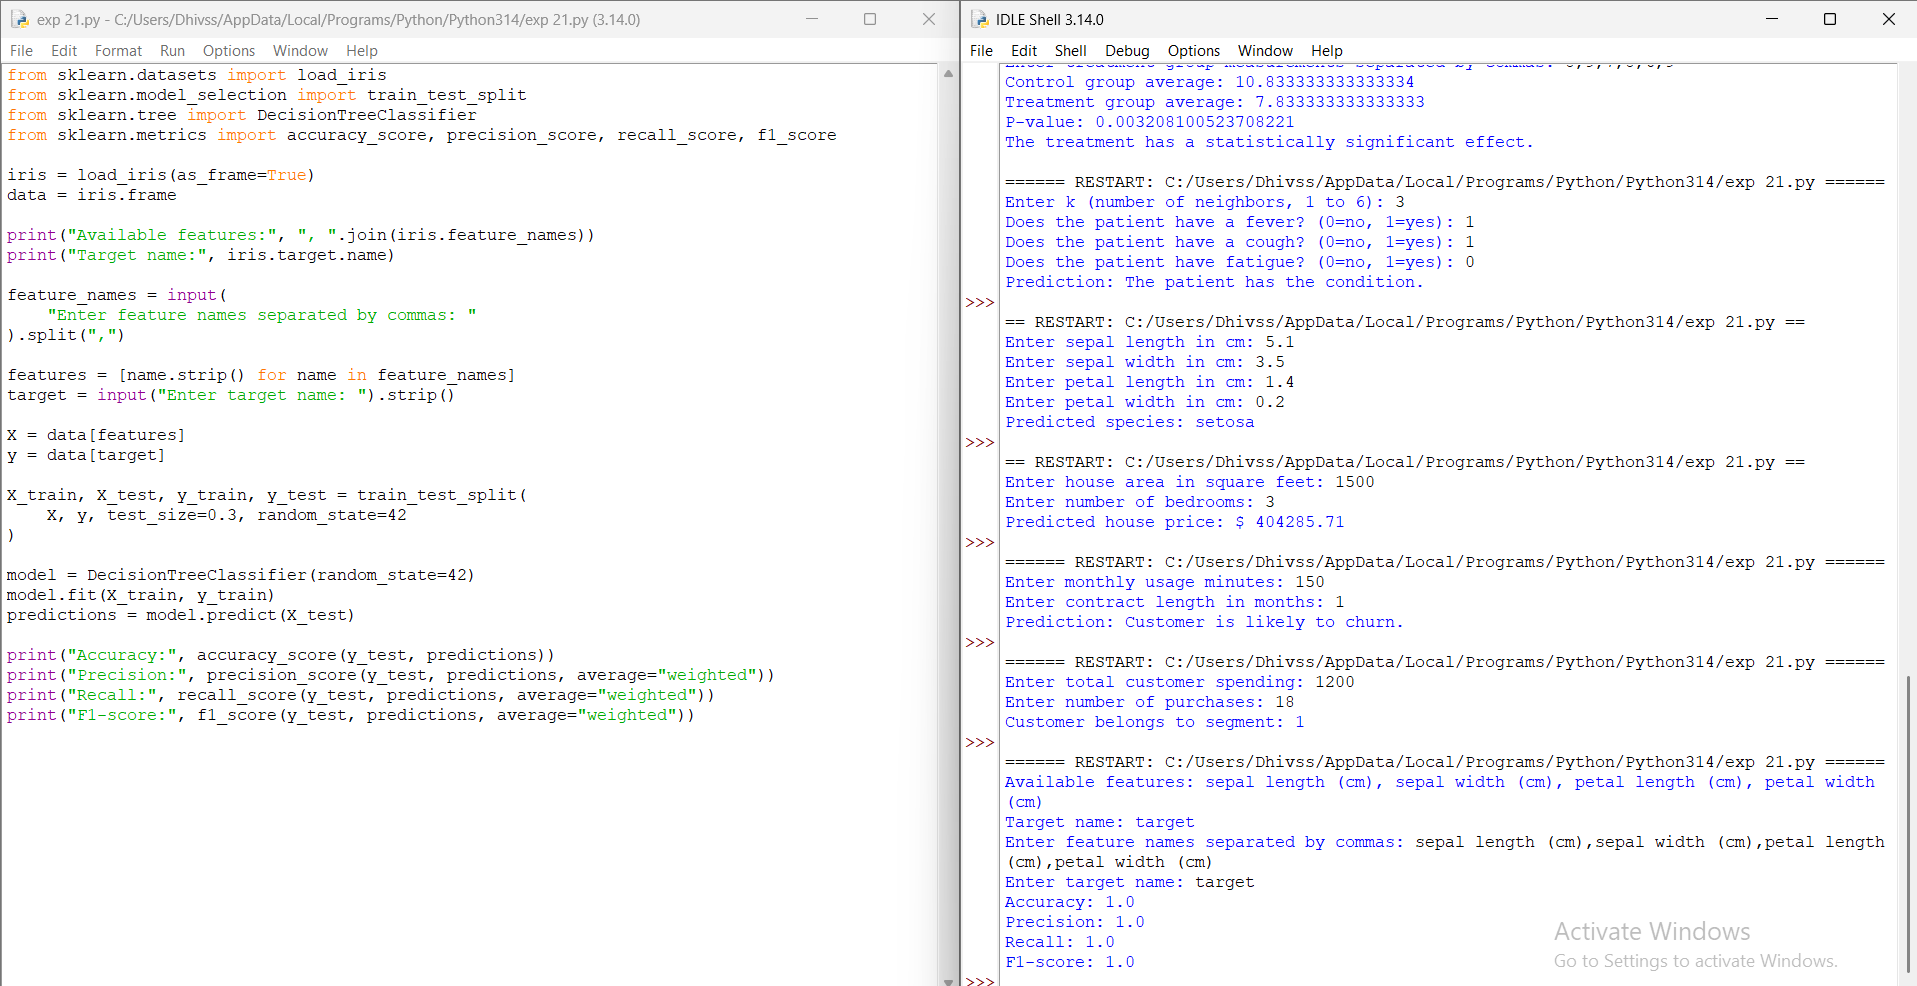 exp 21.py - C:/Users/Dhivss/AppData/Local/Programs/Python/Python314/exp 21.py (3.14.0)
File Edit Format Run Options Window Help
from sklearn.datasets import load_iris
from sklearn.model_selection import train_test_split
from sklearn.tree import DecisionTreeClassifier
from sklearn.metrics import accuracy_score, precision_score, recall_score, f1_score
iris = load_iris(as_frame=True)
data = iris.frame
print("Available features:", ", ".join(iris.feature_names))
print("Target name:", iris.target.name)
feature_names = input(
    "Enter feature names separated by commas: "
).split(",")
features = [name.strip() for name in feature_names]
target = input("Enter target name: ").strip()
X = data[features]
y = data[target]
X_train, X_test, y_train, y_test = train_test_split(
    X, y, test_size=0.3, random_state=42
)
model = DecisionTreeClassifier(random_state=42)
model.fit(X_train, y_train)
predictions = model.predict(X_test)
print("Accuracy:", accuracy_score(y_test, predictions))
print("Precision:", precision_score(y_test, predictions, average="weighted"))
print("Recall:", recall_score(y_test, predictions, average="weighted"))
print("F1-score:", f1_score(y_test, predictions, average="weighted"))
IDLE Shell 3.14.0
File Edit Shell Debug Options Window Help
Enter treatment group measurements separated by commas:
Control group average: 10.833333333333334
Treatment group average: 7.833333333333333
P-value: 0.003208100523708221
The treatment has a statistically significant effect.
====== RESTART: C:/Users/Dhivss/AppData/Local/Programs/Python/Python314/exp 21.py ======
Enter k (number of neighbors, 1 to 6): 3
Does the patient have a fever? (0=no, 1=yes): 1
Does the patient have a cough? (0=no, 1=yes): 1
Does the patient have fatigue? (0=no, 1=yes): 0
Prediction: The patient has the condition.
>>>
== RESTART: C:/Users/Dhivss/AppData/Local/Programs/Python/Python314/exp 21.py ==
Enter sepal length in cm: 5.1
Enter sepal width in cm: 3.5
Enter petal length in cm: 1.4
Enter petal width in cm: 0.2
Predicted species: setosa
>>>
== RESTART: C:/Users/Dhivss/AppData/Local/Programs/Python/Python314/exp 21.py ==
Enter house area in square feet: 1500
Enter number of bedrooms: 3
Predicted house price: $ 404285.71
>>>
====== RESTART: C:/Users/Dhivss/AppData/Local/Programs/Python/Python314/exp 21.py ======
Enter monthly usage minutes: 150
Enter contract length in months: 1
Prediction: Customer is likely to churn.
>>>
====== RESTART: C:/Users/Dhivss/AppData/Local/Programs/Python/Python314/exp 21.py ======
Enter total customer spending: 1200
Enter number of purchases: 18
Customer belongs to segment: 1
>>>
====== RESTART: C:/Users/Dhivss/AppData/Local/Programs/Python/Python314/exp 21.py ======
Available features: sepal length (cm), sepal width (cm), petal length (cm), petal width
(cm)
Target name: target
Enter feature names separated by commas: sepal length (cm),sepal width (cm),petal length
(cm),petal width (cm)
Enter target name: target
Accuracy: 1.0
Precision: 1.0
Recall: 1.0
F1-score: 1.0
>>>
Activate Windows
Go to Settings to activate Windows.